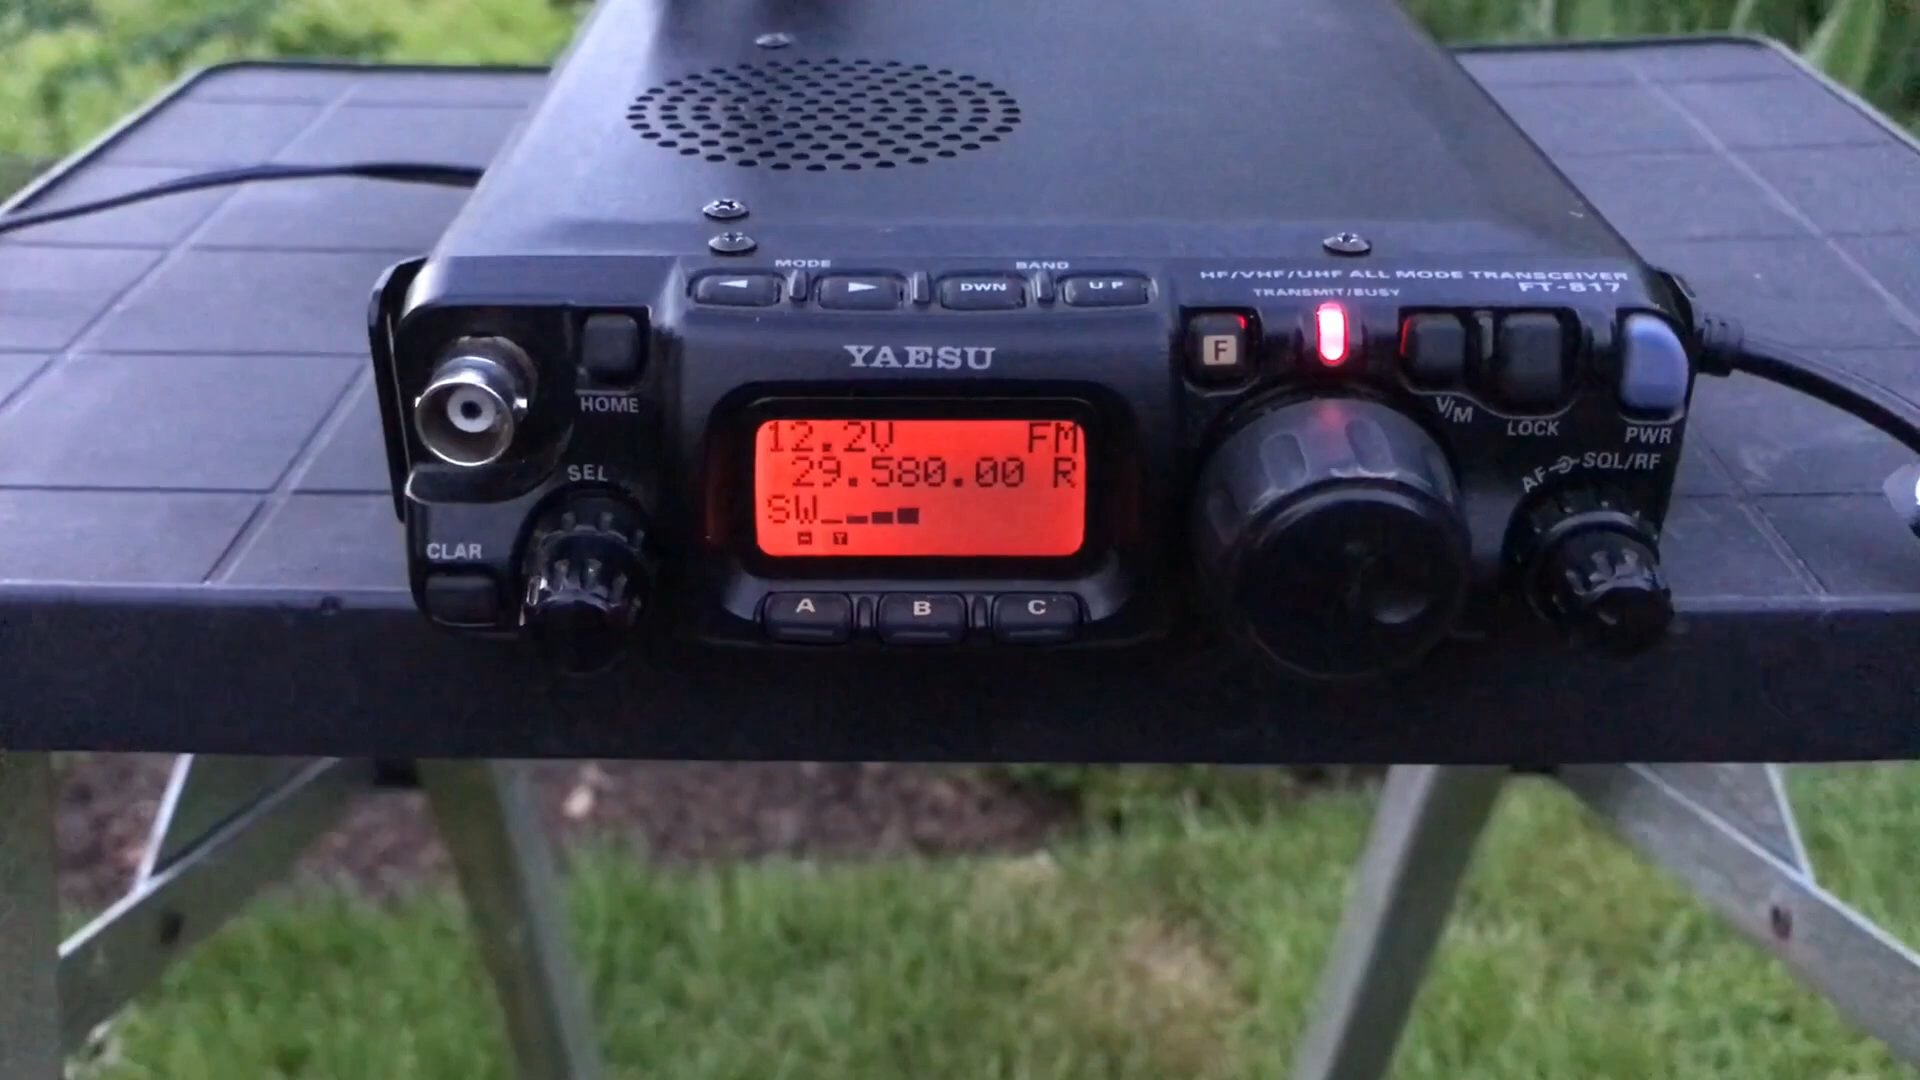 MODE
BAND
DWN
UP
HF/VHF/UHF ALL MODE TRANSCEIVER
FT-817
TRANSMIT/BUSY
F
YAESU
HOME
V/M
LOCK
PWR
12.2V FM
29.580.00 R
SW
- T
SEL
AF SQL/RF
CLAR
A
B
C